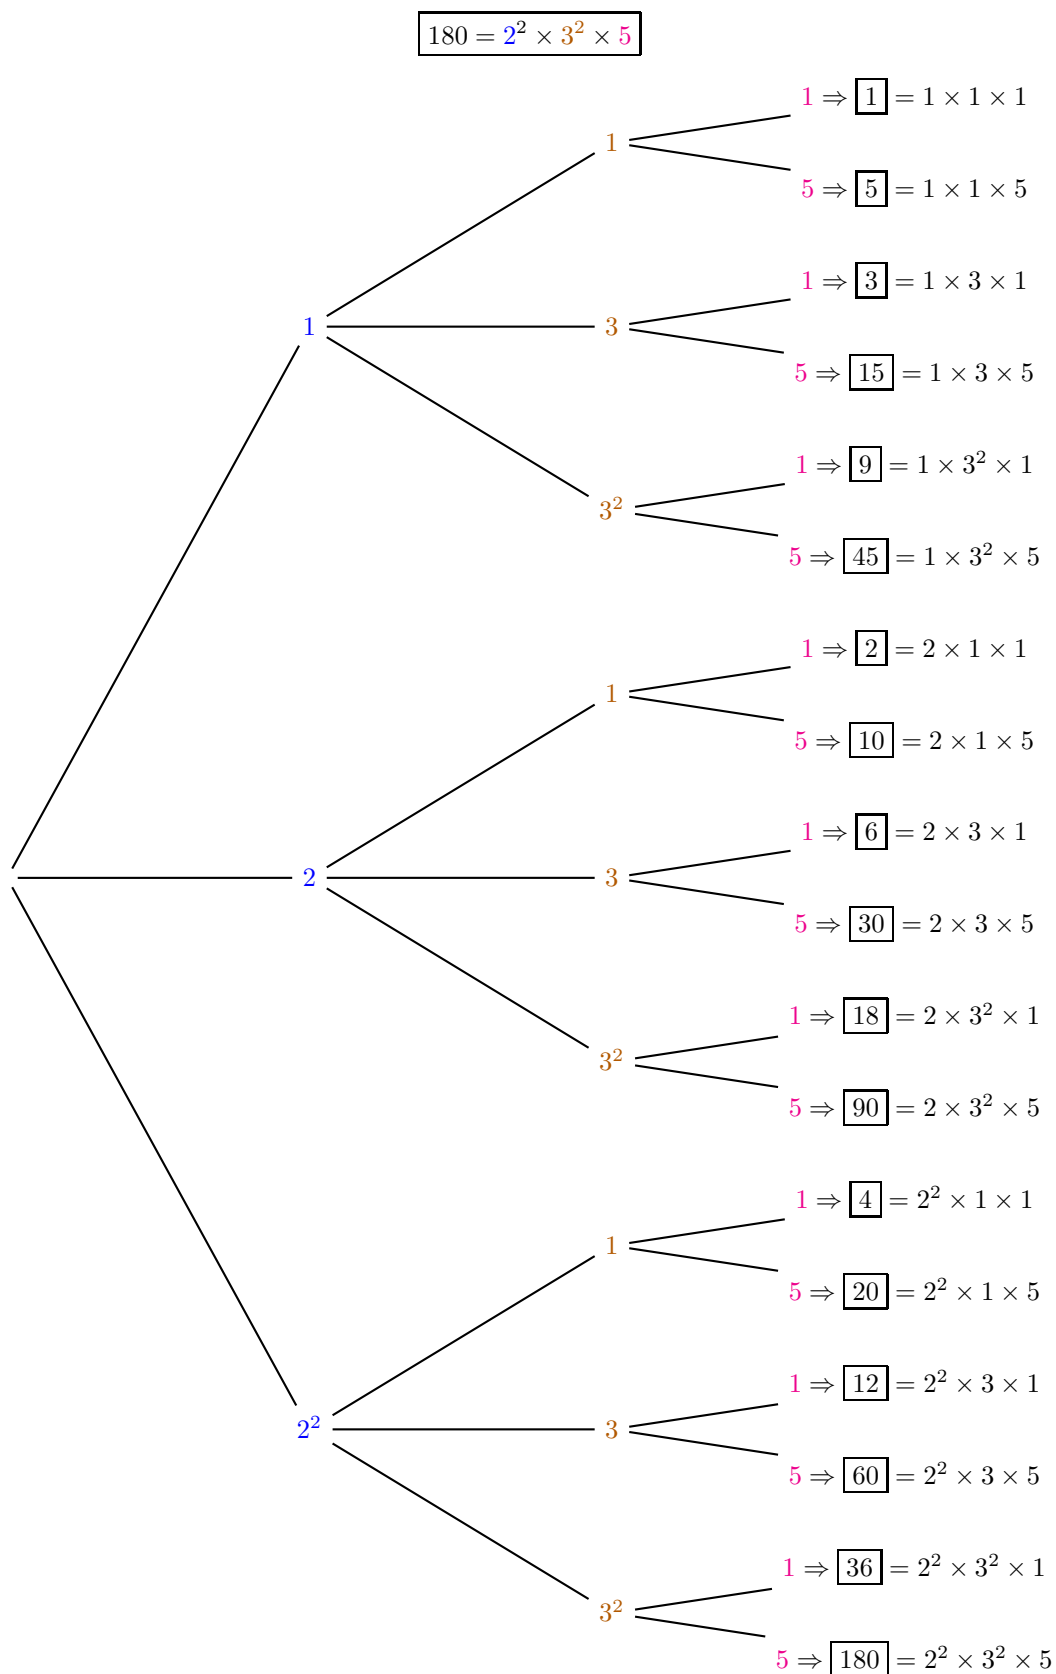 180 = 2² × 3² × 5
1 ⇒ 1 = 1 × 1 × 1
1
5 ⇒ 5 = 1 × 1 × 5
1 ⇒ 3 = 1 × 3 × 1
1
3
5 ⇒ 15 = 1 × 3 × 5
1 ⇒ 9 = 1 × 3² × 1
3²
5 ⇒ 45 = 1 × 3² × 5
1 ⇒ 2 = 2 × 1 × 1
1
5 ⇒ 10 = 2 × 1 × 5
1 ⇒ 6 = 2 × 3 × 1
2
3
5 ⇒ 30 = 2 × 3 × 5
1 ⇒ 18 = 2 × 3² × 1
3²
5 ⇒ 90 = 2 × 3² × 5
1 ⇒ 4 = 2² × 1 × 1
1
5 ⇒ 20 = 2² × 1 × 5
1 ⇒ 12 = 2² × 3 × 1
2²
3
5 ⇒ 60 = 2² × 3 × 5
1 ⇒ 36 = 2² × 3² × 1
3²
5 ⇒ 180 = 2² × 3² × 5